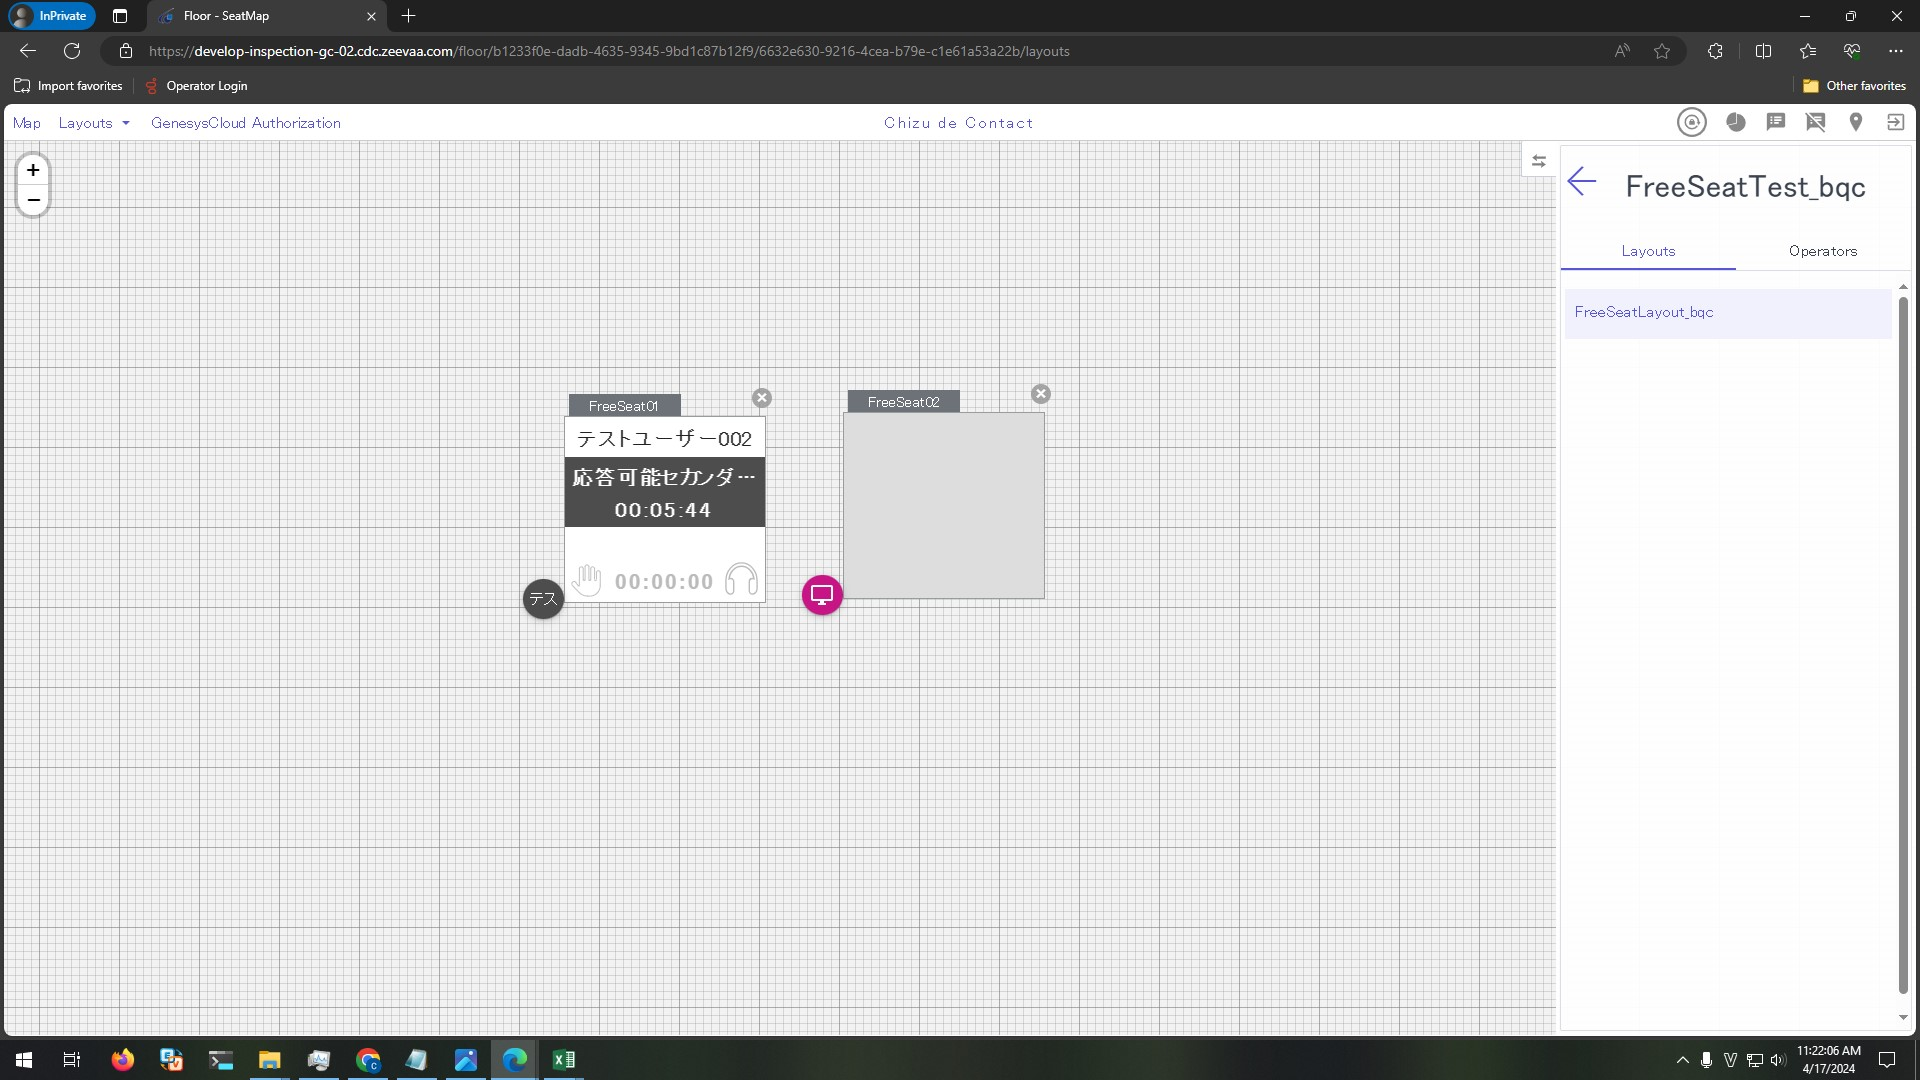 InPrivate
Floor - SeatMap
https://develop-inspection-gc-02.cdc.zeevaa.com/floor/b1233f0e-dadb-4635-9345-9bd1c87b12f9/6632e630-9216-4cea-b79e-c1e61a53a22b/layouts
Import favorites
Operator Login
Other favorites
Map
Layouts
GenesysCloud Authorization
Chizu de Contact
+
−
FreeSeatTest_bqc
Layouts
Operators
FreeSeatLayout_bqc
FreeSeat01
テストユーザー002
応答可能セカンダ…
00:05:44
00:00:00
テス
FreeSeat02
11:22:06 AM
4/17/2024